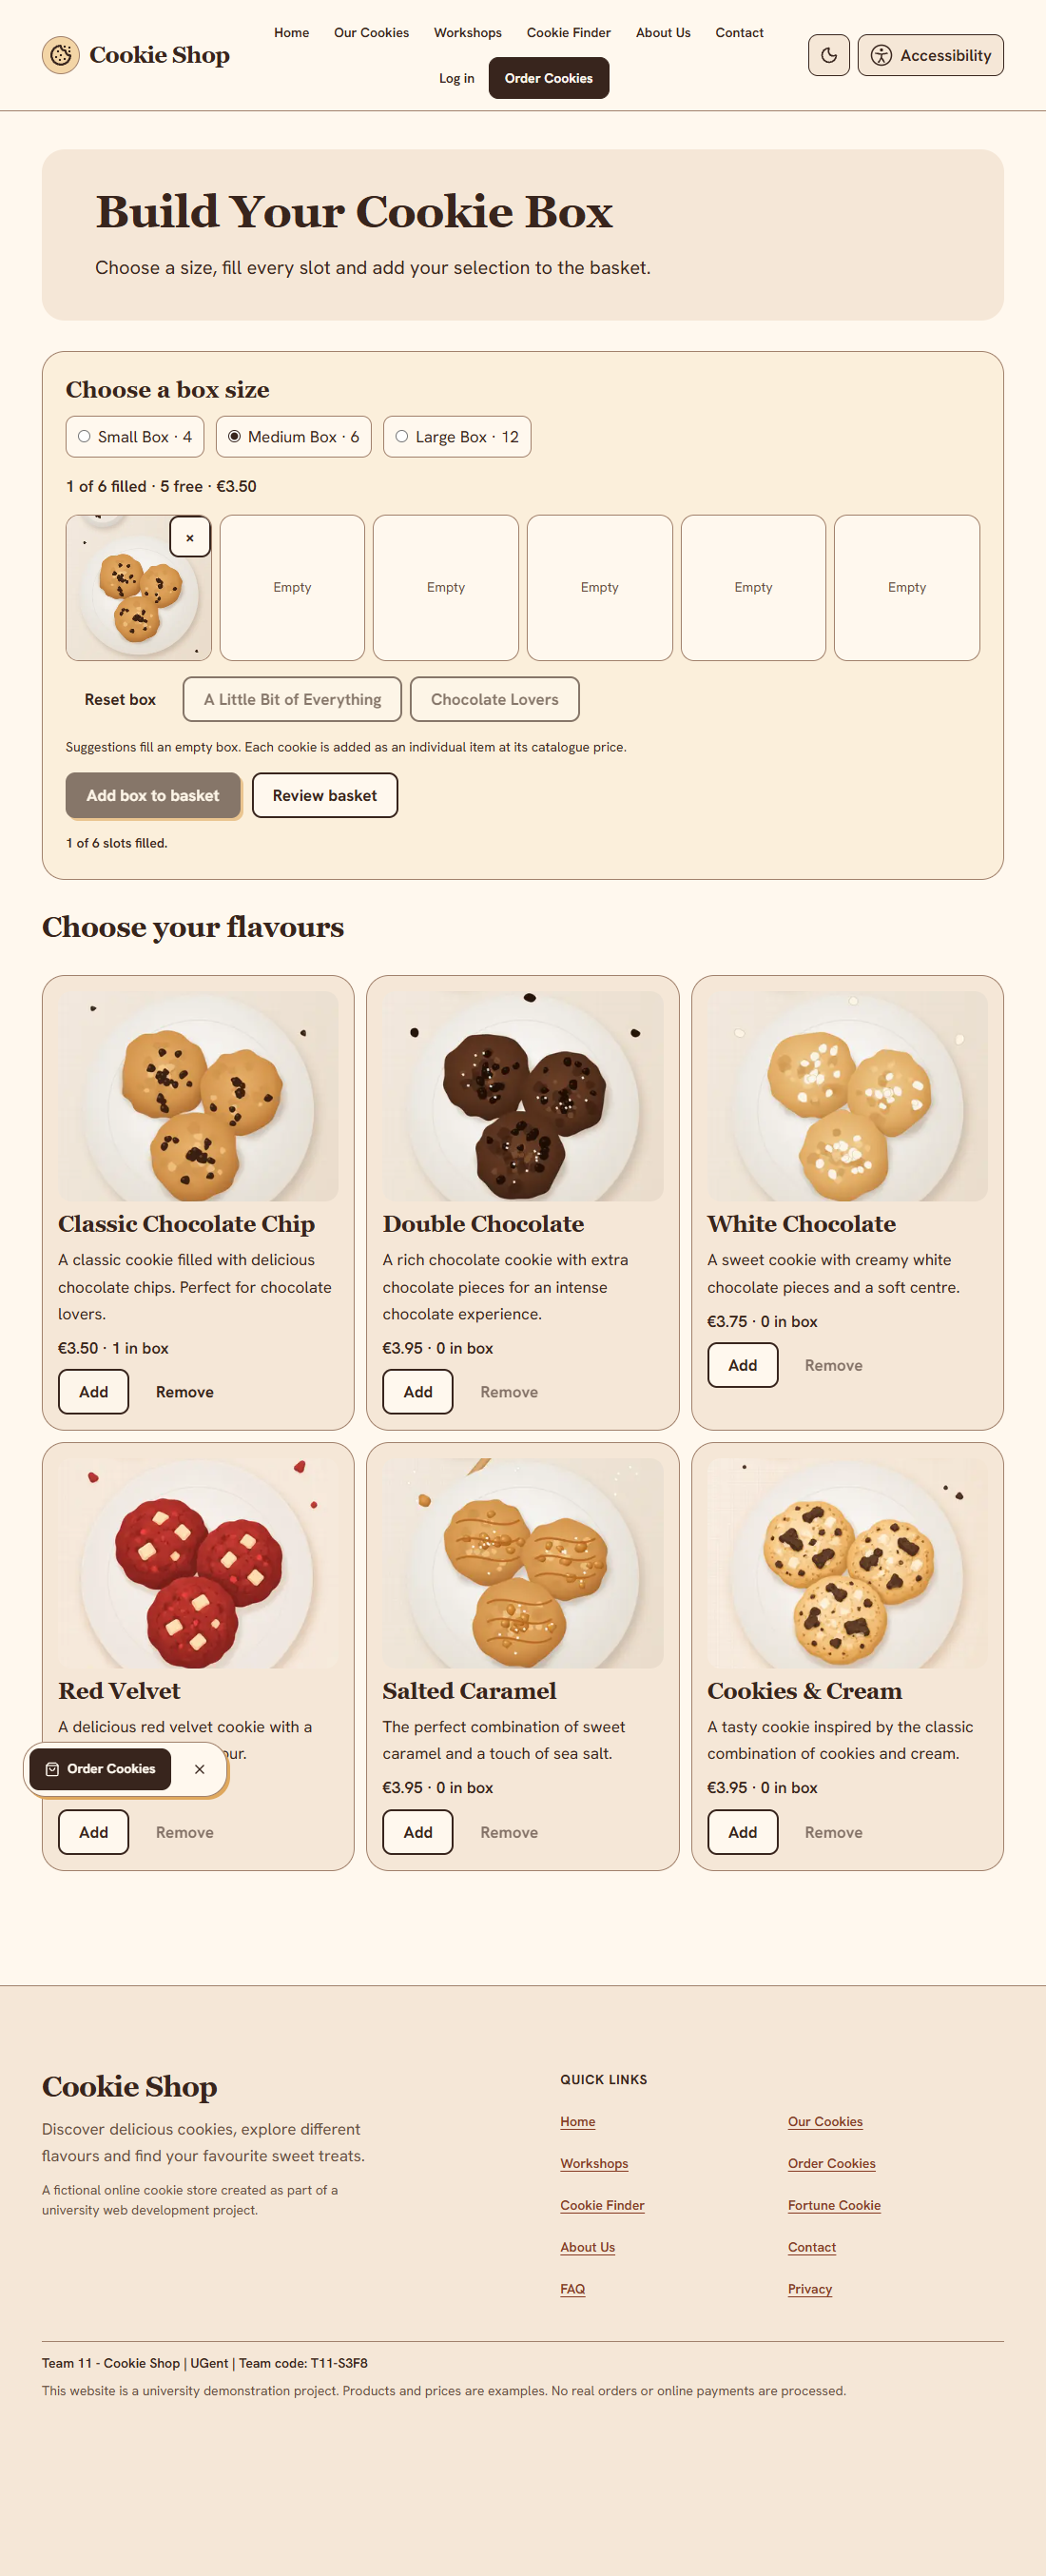 Cookie Shop
Home Our Cookies Workshops Cookie Finder About Us Contact
Log in Order Cookies
Accessibility
Build Your Cookie Box
Choose a size, fill every slot and add your selection to the basket.
Choose a box size
Small Box · 4 Medium Box · 6 Large Box · 12
1 of 6 filled · 5 free · €3.50
×
Empty Empty Empty Empty Empty
Reset box A Little Bit of Everything Chocolate Lovers
Suggestions fill an empty box. Each cookie is added as an individual item at its catalogue price.
Add box to basket Review basket
1 of 6 slots filled.
Choose your flavours
Classic Chocolate Chip
A classic cookie filled with delicious
chocolate chips. Perfect for chocolate
lovers.
€3.50 · 1 in box
Add Remove
Double Chocolate
A rich chocolate cookie with extra
chocolate pieces for an intense
chocolate experience.
€3.95 · 0 in box
Add Remove
White Chocolate
A sweet cookie with creamy white
chocolate pieces and a soft centre.
€3.75 · 0 in box
Add Remove
Red Velvet
A delicious red velvet cookie with a
Order Cookies ×
Add Remove
Salted Caramel
The perfect combination of sweet
caramel and a touch of sea salt.
€3.95 · 0 in box
Add Remove
Cookies & Cream
A tasty cookie inspired by the classic
combination of cookies and cream.
€3.95 · 0 in box
Add Remove
Cookie Shop
Discover delicious cookies, explore different
flavours and find your favourite sweet treats.
A fictional online cookie store created as part of a
university web development project.
QUICK LINKS
Home Our Cookies
Workshops Order Cookies
Cookie Finder Fortune Cookie
About Us Contact
FAQ Privacy
Team 11 - Cookie Shop | UGent | Team code: T11-S3F8
This website is a university demonstration project. Products and prices are examples. No real orders or online payments are processed.